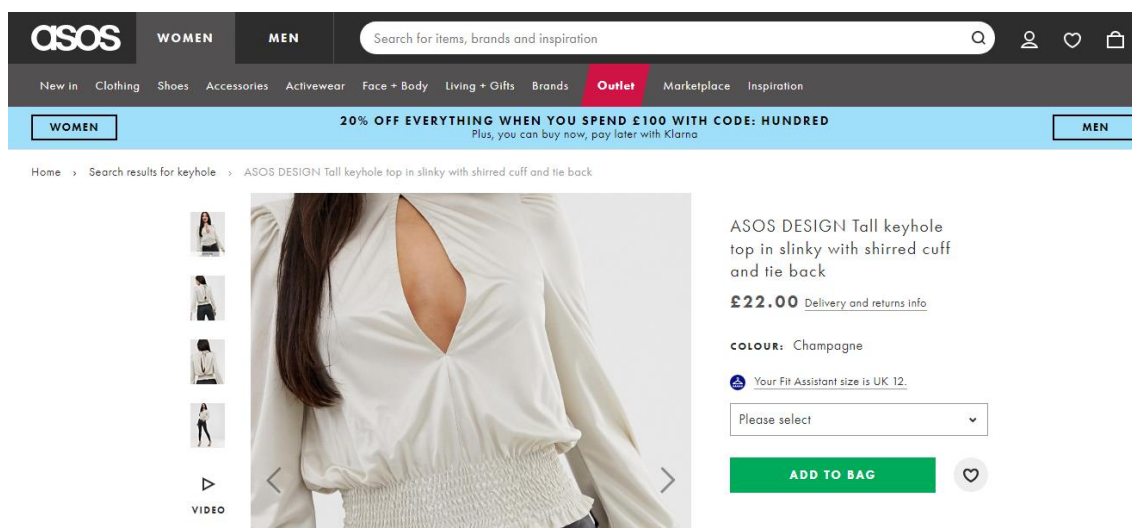 asos
WOMEN
MEN
Search for items, brands and inspiration
New in
Clothing
Shoes
Accessories
Activewear
Face + Body
Living + Gifts
Brands
Outlet
Marketplace
Inspiration
WOMEN
20% OFF EVERYTHING WHEN YOU SPEND £100 WITH CODE: HUNDRED
Plus, you can buy now, pay later with Klarna
MEN
Home › Search results for keyhole › ASOS DESIGN Tall keyhole top in slinky with shirred cuff and tie back
VIDEO
ASOS DESIGN Tall keyhole
top in slinky with shirred cuff
and tie back
£22.00 Delivery and returns info
COLOUR: Champagne
Your Fit Assistant size is UK 12.
Please select
ADD TO BAG